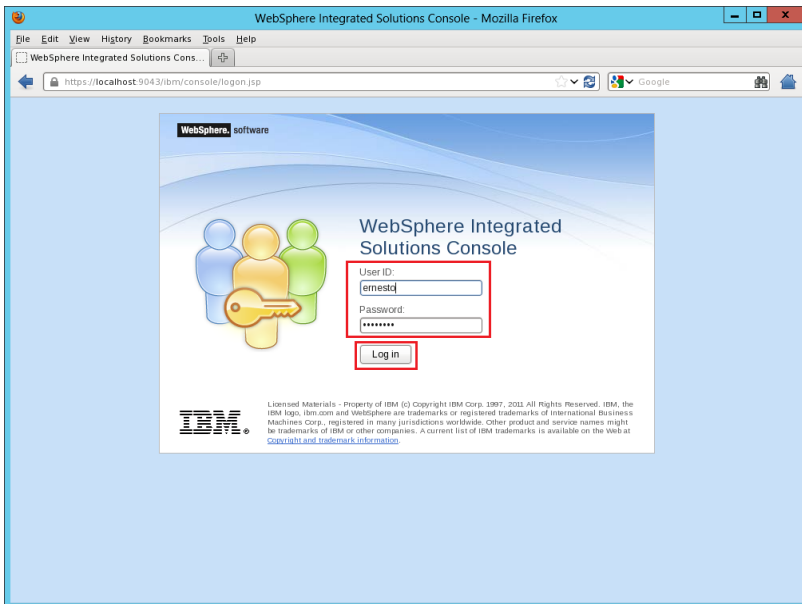 WebSphere Integrated Solutions Console - Mozilla Firefox
File Edit View History Bookmarks Tools Help
WebSphere Integrated Solutions Cons...
https://localhost:9043/ibm/console/logon.jsp
Google
WebSphere. software
WebSphere Integrated
Solutions Console
User ID:
ernesto
Password:
••••••••
Log in
IBM.
Licensed Materials - Property of IBM (c) Copyright IBM Corp. 1997, 2011 All Rights Reserved. IBM, the
IBM logo, ibm.com and WebSphere are trademarks or registered trademarks of International Business
Machines Corp., registered in many jurisdictions worldwide. Other product and service names might
be trademarks of IBM or other companies. A current list of IBM trademarks is available on the Web at
Copyright and trademark information.